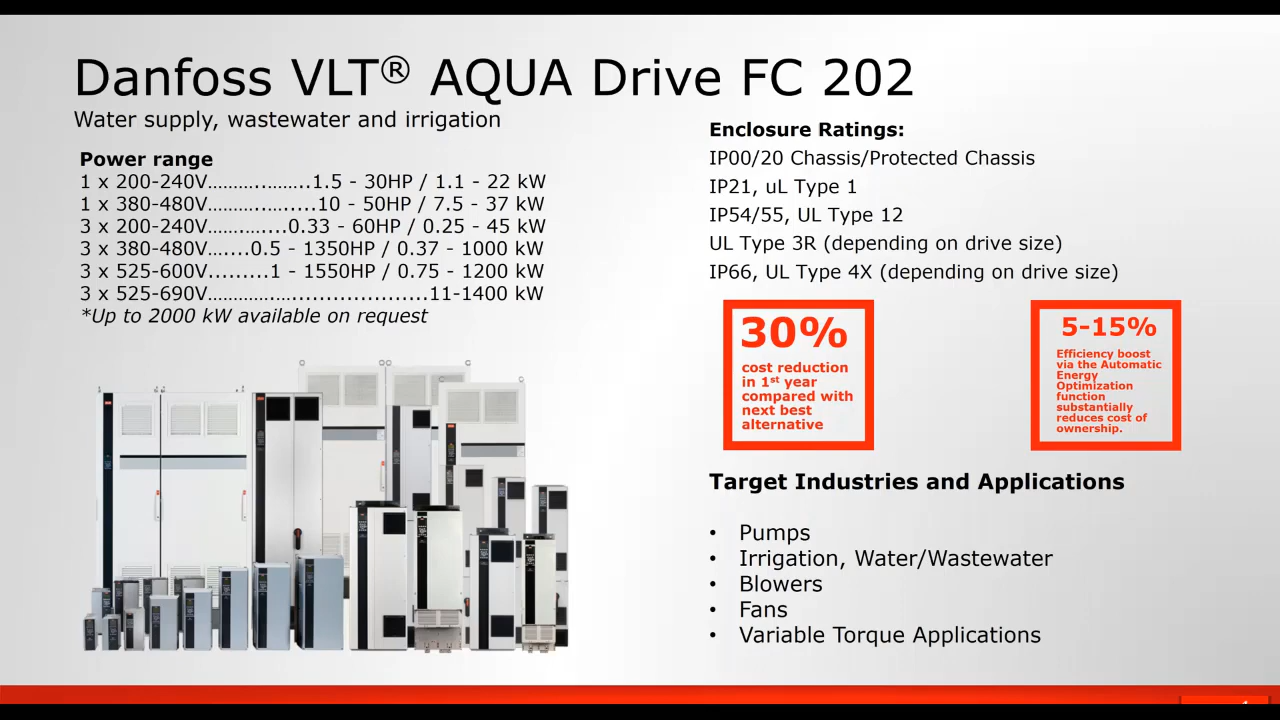 Danfoss VLT® AQUA Drive FC 202
Water supply, wastewater and irrigation
Power range
1 x 200-240V…………..……..1.5 - 30HP / 1.1 - 22 kW
1 x 380-480V………..…….....10 - 50HP / 7.5 - 37 kW
3 x 200-240V…….…....0.33 - 60HP / 0.25 - 45 kW
3 x 380-480V…....0.5 - 1350HP / 0.37 - 1000 kW
3 x 525-600V.........1 - 1550HP / 0.75 - 1200 kW
3 x 525-690V………….…...................11-1400 kW
*Up to 2000 kW available on request
Enclosure Ratings:
IP00/20 Chassis/Protected Chassis
IP21, uL Type 1
IP54/55, UL Type 12
UL Type 3R (depending on drive size)
IP66, UL Type 4X (depending on drive size)
30%
cost reduction
in 1st year
compared with
next best
alternative
5-15%
Efficiency boost
via the Automatic
Energy
Optimization
function
substantially
reduces cost of
ownership.
Target Industries and Applications
• Pumps
• Irrigation, Water/Wastewater
• Blowers
• Fans
• Variable Torque Applications